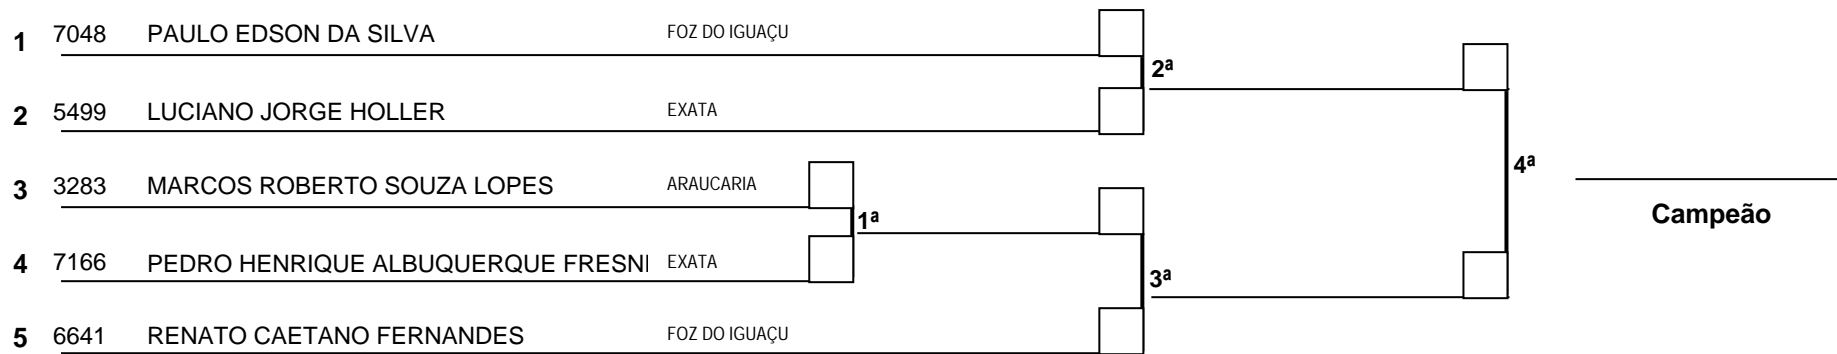 1 7048 PAULO EDSON DA SILVA FOZ DO IGUAÇU
2ª
2 5499 LUCIANO JORGE HOLLER EXATA
3 3283 MARCOS ROBERTO SOUZA LOPES ARAUCARIA
4ª
1ª
Campeão
4 7166 PEDRO HENRIQUE ALBUQUERQUE FRESN EXATA
3ª
5 6641 RENATO CAETANO FERNANDES FOZ DO IGUAÇU